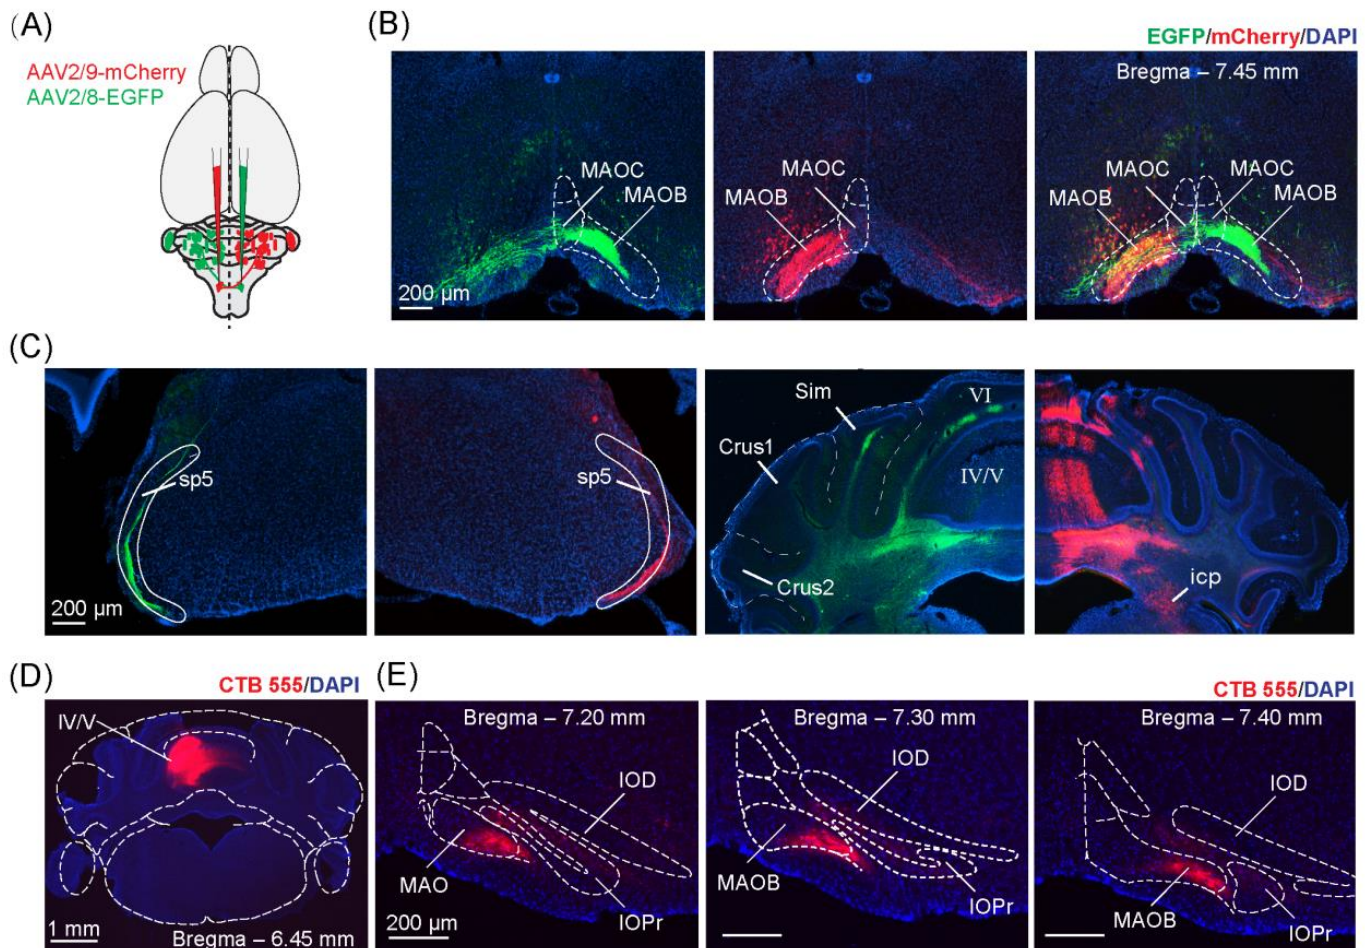 (A)
AAV2/9-mCherry
AAV2/8-EGFP
(B)
EGFP/mCherry/DAPI
MAOC
MAOB
200 µm
MAOC
MAOB
Bregma – 7.45 mm
MAOC
MAOC
MAOB
MAOB
(C)
sp5
200 µm
sp5
Sim
VI
Crus1
IV/V
Crus2
icp
(D)
CTB 555/DAPI
IV/V
1 mm
Bregma – 6.45 mm
(E)
CTB 555/DAPI
Bregma – 7.20 mm
IOD
MAO
IOPr
200 µm
Bregma – 7.30 mm
IOD
MAOB
IOPr
Bregma – 7.40 mm
IOD
MAOB
IOPr